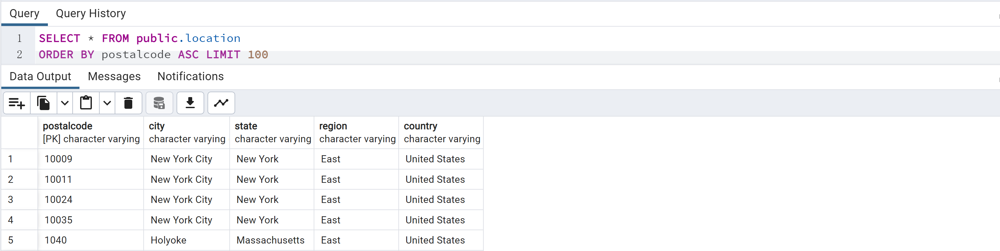 Query Query History
1 SELECT * FROM public.location
2 ORDER BY postalcode ASC LIMIT 100
Data Output Messages Notifications
postalcode city state region country
[PK] character varying character varying character varying character varying character varying
1 10009 New York City New York East United States
2 10011 New York City New York East United States
3 10024 New York City New York East United States
4 10035 New York City New York East United States
5 1040 Holyoke Massachusetts East United States